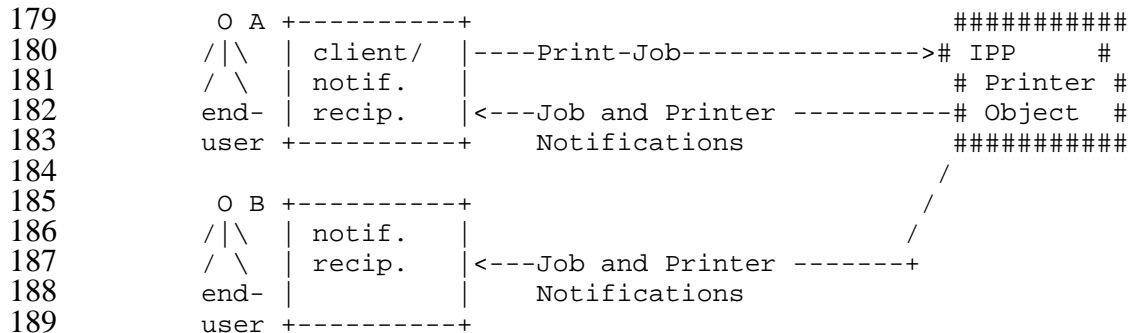 179          O A +----------+                                ###########
180         /|\  | client/  |----Print-Job---------------># IPP     #
181         / \  | notif.   |                                # Printer #
182         end- | recip.   |<---Job and Printer ----------# Object  #
183         user +----------+    Notifications              ###########
184                                                        /
185          O B +----------+                             /
186         /|\  | notif.   |                            /
187         / \  | recip.   |<---Job and Printer -------+
188         end- |          |    Notifications
189         user +----------+